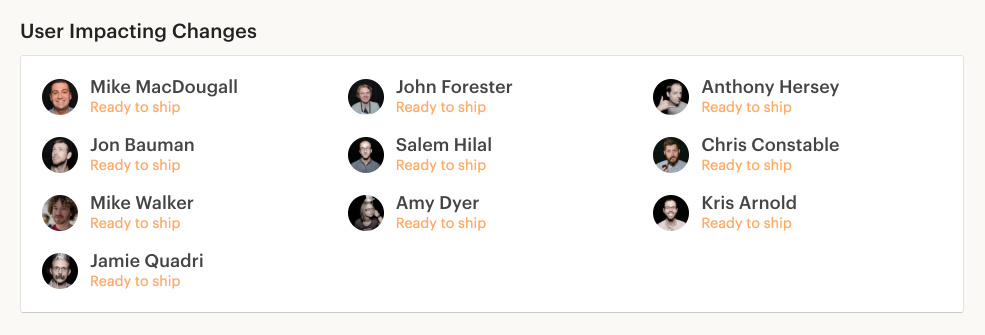 User Impacting Changes
Mike MacDougall
Ready to ship
John Forester
Ready to ship
Anthony Hersey
Ready to ship
Jon Bauman
Ready to ship
Salem Hilal
Ready to ship
Chris Constable
Ready to ship
Mike Walker
Ready to ship
Amy Dyer
Ready to ship
Kris Arnold
Ready to ship
Jamie Quadri
Ready to ship